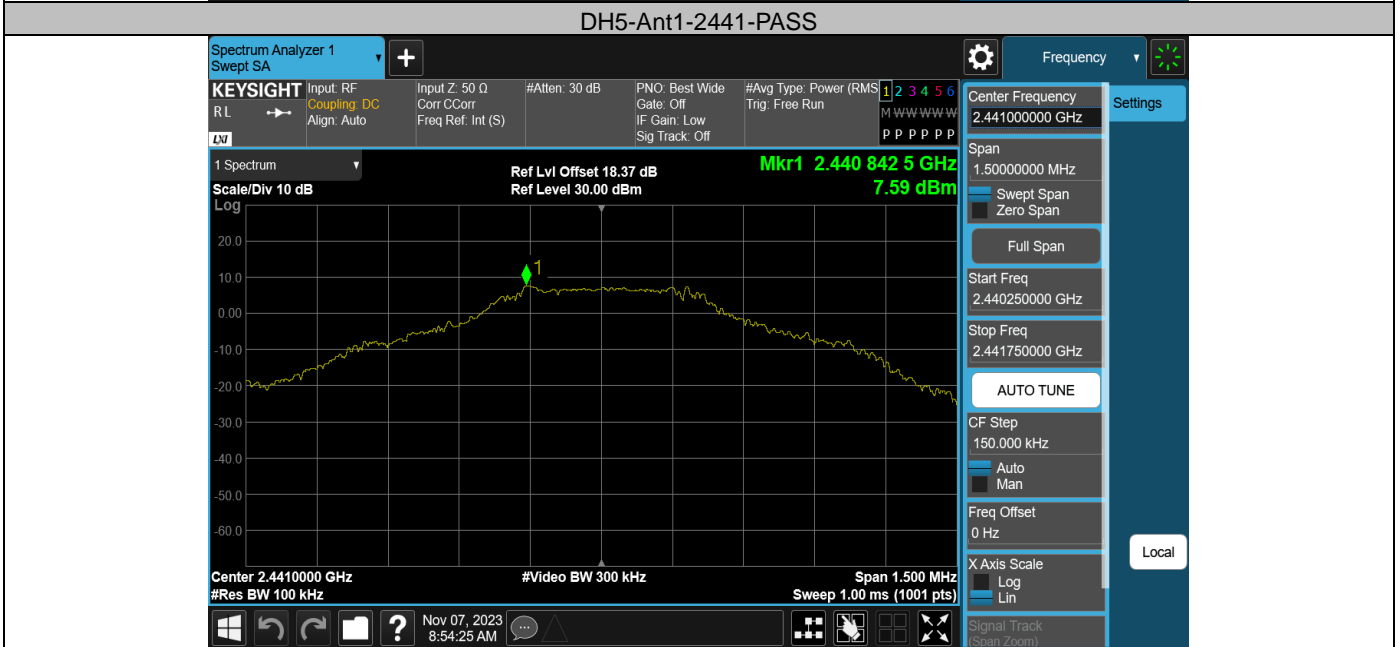 DH5-Ant1-2441-PASS
Spectrum Analyzer 1
Swept SA
Frequency
KEYSIGHT
RL
LXI
Input: RF
Coupling: DC
Align: Auto
Input Z: 50 Ω
Corr CCorr
Freq Ref: Int (S)
#Atten: 30 dB
PNO: Best Wide
Gate: Off
IF Gain: Low
Sig Track: Off
#Avg Type: Power (RMS
Trig: Free Run
1 2 3 4 5 6
M W W W W W
P P P P P P
1 Spectrum
Scale/Div 10 dB
Log
Ref Lvl Offset 18.37 dB
Ref Level 30.00 dBm
Mkr1 2.440 842 5 GHz
7.59 dBm
1
20.0
10.0
0.00
-10.0
-20.0
-30.0
-40.0
-50.0
-60.0
Center 2.4410000 GHz
#Res BW 100 kHz
#Video BW 300 kHz
Span 1.500 MHz
Sweep 1.00 ms (1001 pts)
Center Frequency
2.441000000 GHz
Settings
Span
1.50000000 MHz
Swept Span
Zero Span
Full Span
Start Freq
2.440250000 GHz
Stop Freq
2.441750000 GHz
AUTO TUNE
CF Step
150.000 kHz
Auto
Man
Freq Offset
0 Hz
X Axis Scale
Log
Lin
Local
Signal Track
(Span Zoom)
?
Nov 07, 2023
8:54:25 AM